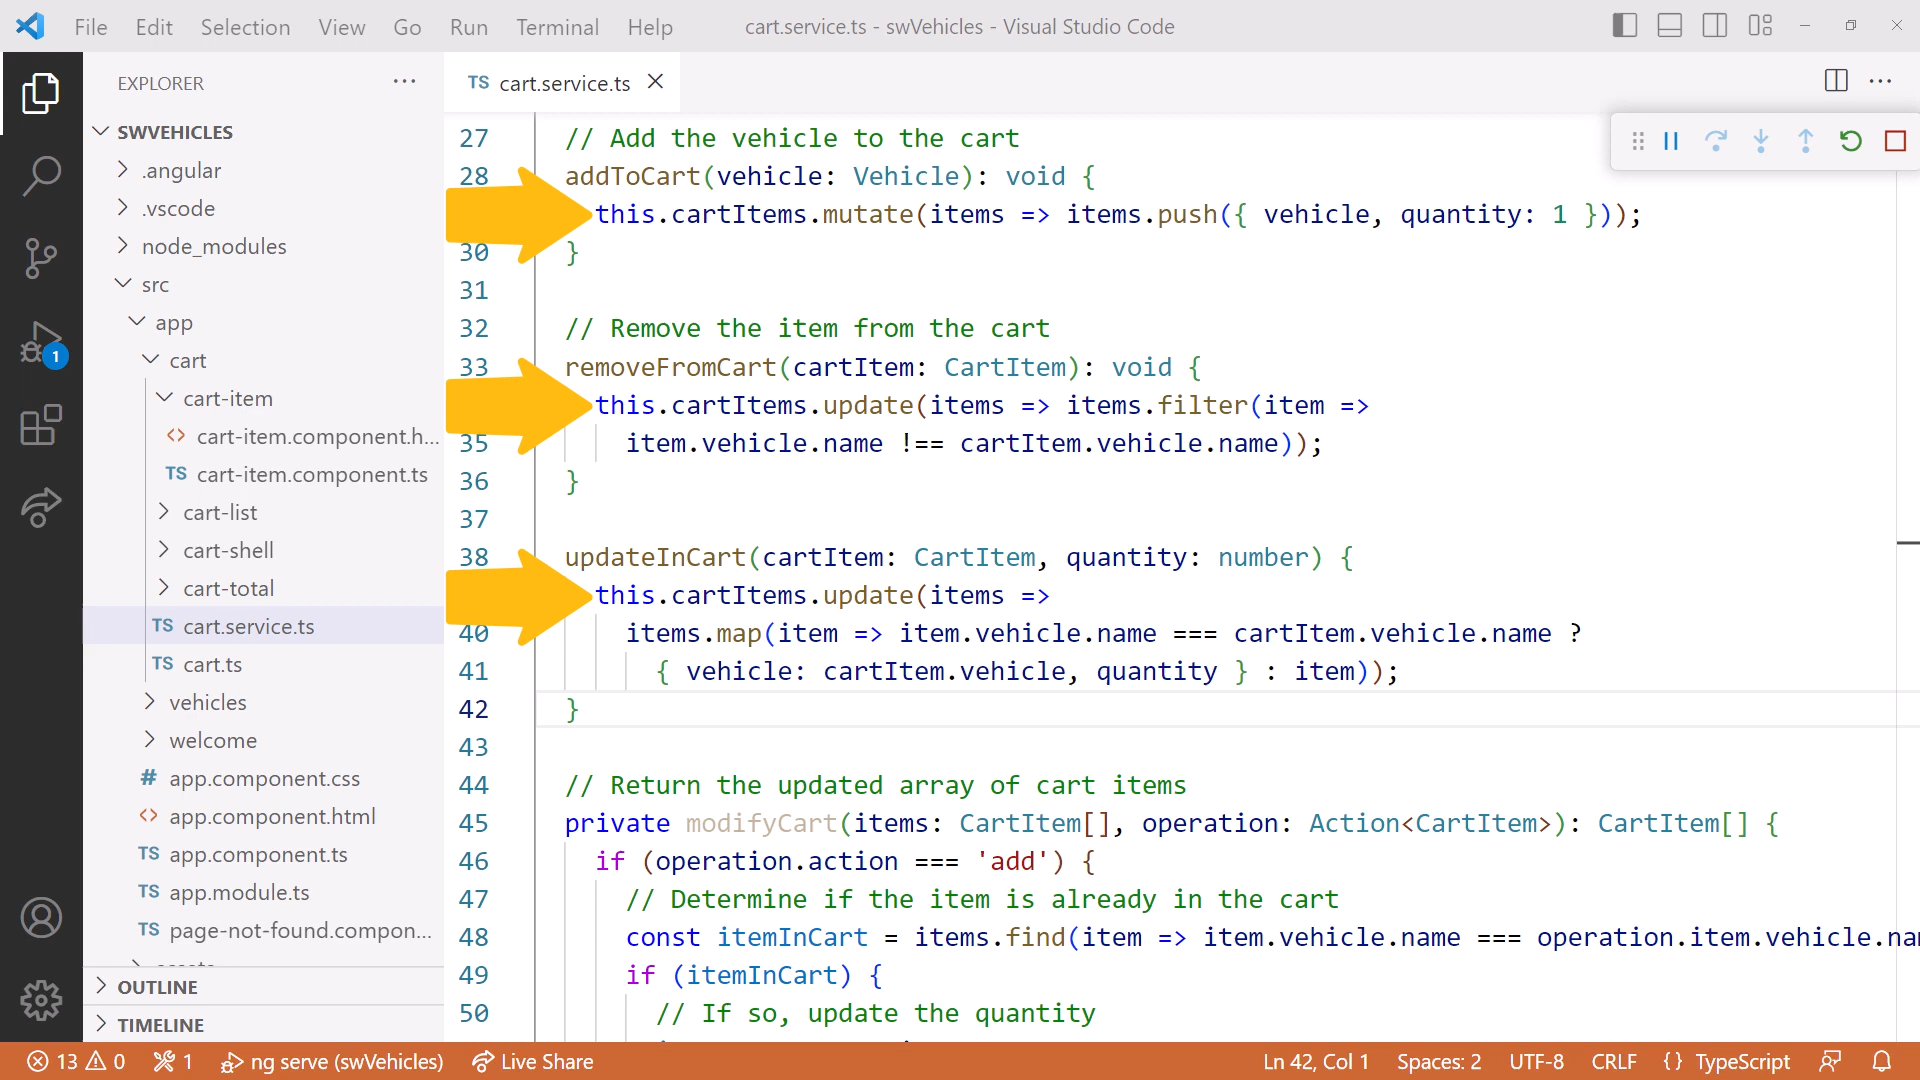 File Edit Selection View Go Run Terminal Help cart.service.ts - swVehicles - Visual Studio Code
EXPLORER
SWVEHICLES
.angular
.vscode
node_modules
src
app
cart
cart-item
cart-item.component.h...
TS cart-item.component.ts
cart-list
cart-shell
cart-total
TS cart.service.ts
TS cart.ts
vehicles
welcome
# app.component.css
app.component.html
TS app.component.ts
TS app.module.ts
TS page-not-found.compon...
OUTLINE
TIMELINE
1
TS cart.service.ts
27 // Add the vehicle to the cart
28 addToCart(vehicle: Vehicle): void {
this.cartItems.mutate(items => items.push({ vehicle, quantity: 1 }));
30 }
31
32 // Remove the item from the cart
33 removeFromCart(cartItem: CartItem): void {
this.cartItems.update(items => items.filter(item =>
35 item.vehicle.name !== cartItem.vehicle.name));
36 }
37
38 updateInCart(cartItem: CartItem, quantity: number) {
this.cartItems.update(items =>
40 items.map(item => item.vehicle.name === cartItem.vehicle.name ?
41 { vehicle: cartItem.vehicle, quantity } : item));
42 }
43
44 // Return the updated array of cart items
45 private modifyCart(items: CartItem[], operation: Action<CartItem>): CartItem[] {
46 if (operation.action === 'add') {
47 // Determine if the item is already in the cart
48 const itemInCart = items.find(item => item.vehicle.name === operation.item.vehicle.na
49 if (itemInCart) {
50 // If so, update the quantity
13 0 1 ng serve (swVehicles) Live Share Ln 42, Col 1 Spaces: 2 UTF-8 CRLF {} TypeScript